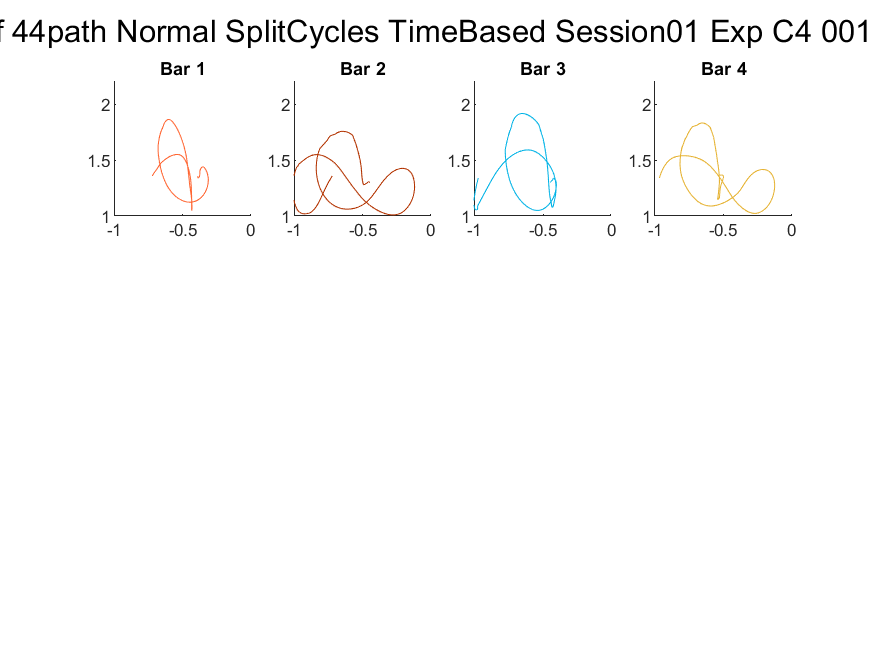 f 44path Normal SplitCycles TimeBased Session01 Exp C4 001
Bar 1 Bar 2 Bar 3 Bar 4
2 2 2 2
1.5 1.5 1.5 1.5
1 1 1 1
-1 -0.5 0 -1 -0.5 0 -1 -0.5 0 -1 -0.5 0